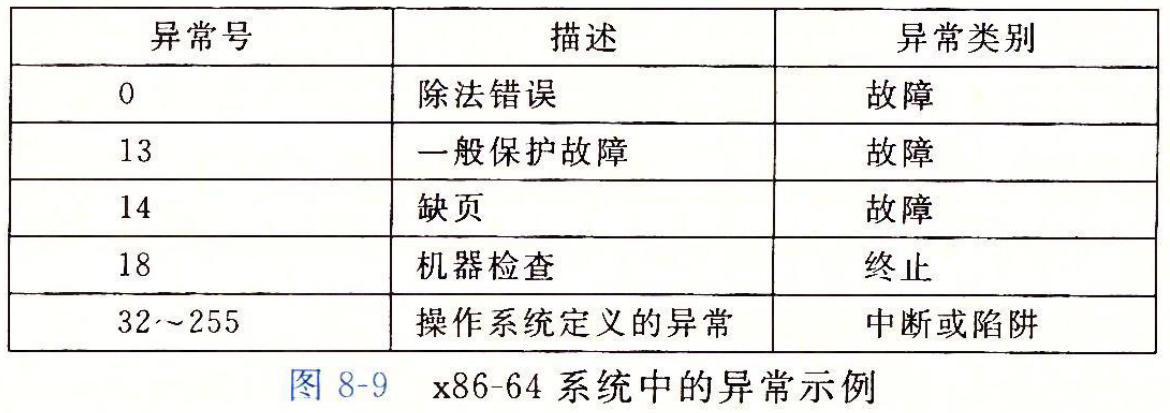 异常号 描述 异常类别
0 除法错误 故障
13 一般保护故障 故障
14 缺页 故障
18 机器检查 终止
32~255 操作系统定义的异常 中断或陷阱
图 8-9 x86-64 系统中的异常示例